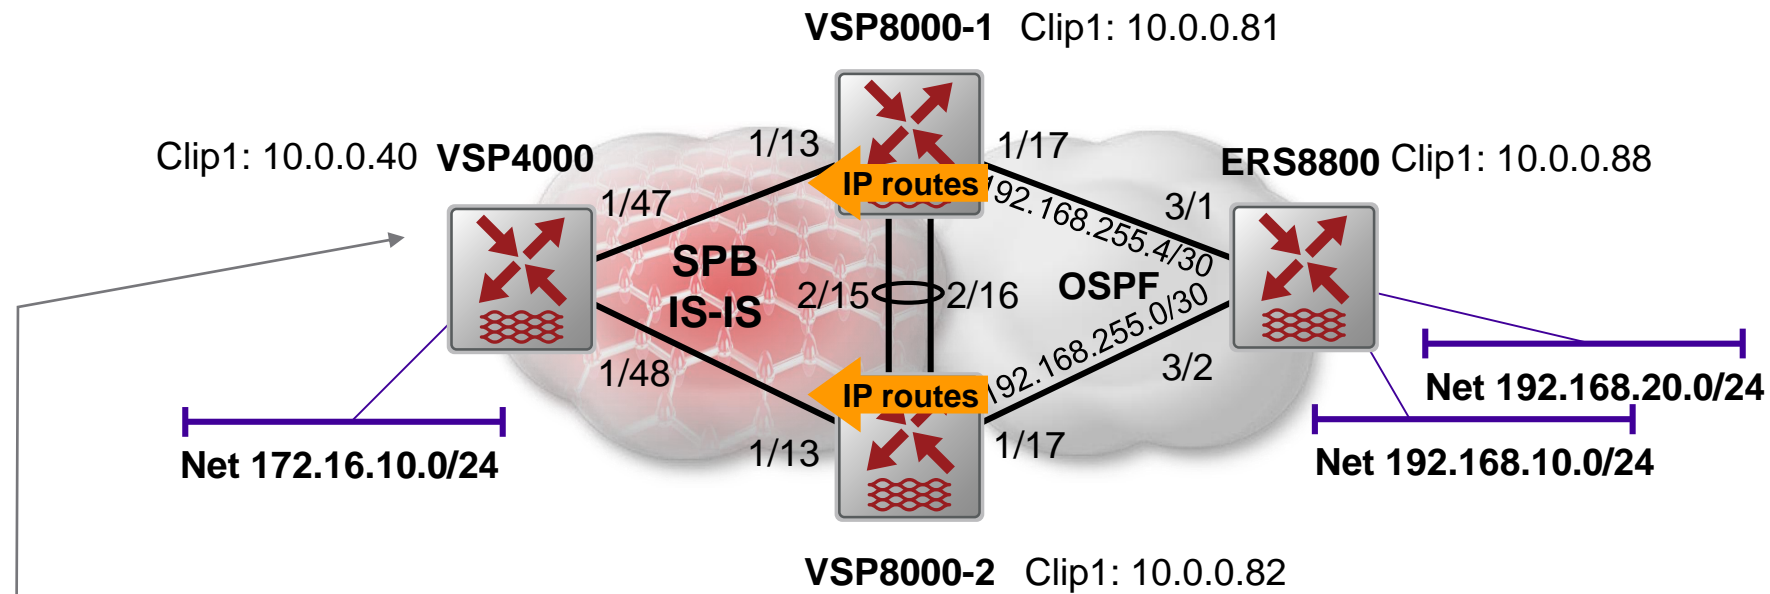 VSP8000-1 Clip1: 10.0.0.81
Clip1: 10.0.0.40 VSP4000
1/13
1/17
ERS8800 Clip1: 10.0.0.88
IP routes
1/47
192.168.255.4/30
3/1
SPB
IS-IS
2/15
2/16
OSPF
192.168.255.0/30
1/48
3/2
IP routes
Net 192.168.20.0/24
Net 172.16.10.0/24
1/13
1/17
Net 192.168.10.0/24
VSP8000-2 Clip1: 10.0.0.82